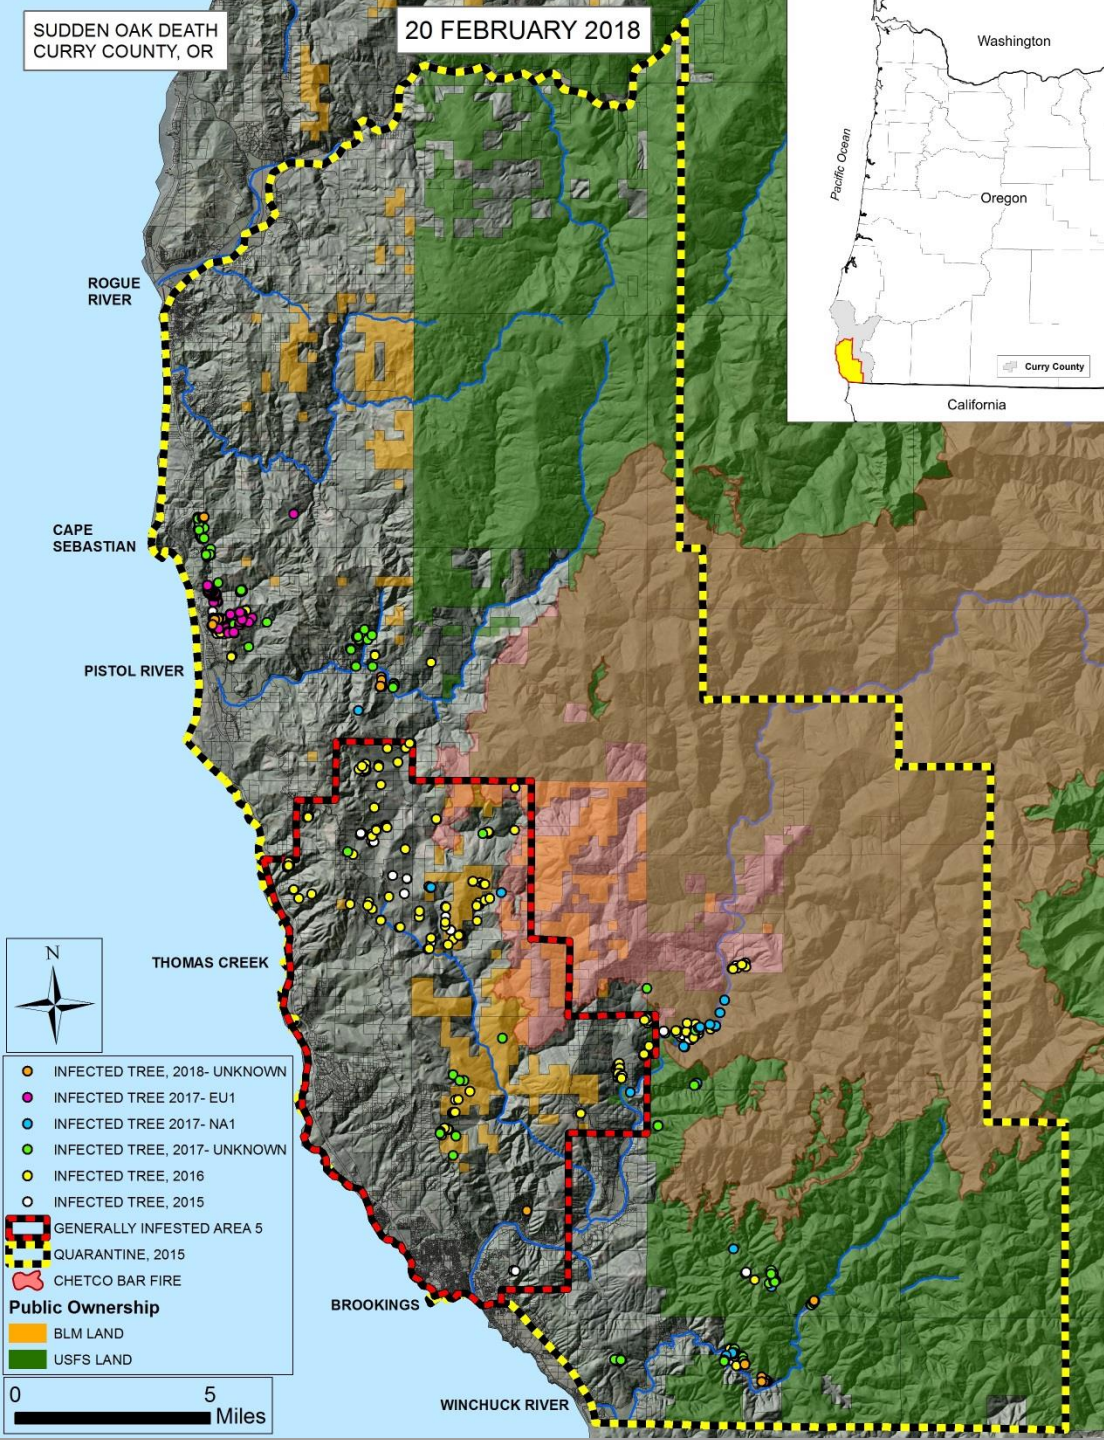 SUDDEN OAK DEATH
CURRY COUNTY, OR
20 FEBRUARY 2018
Washington
Pacific Ocean
Oregon
Curry County
California
ROGUE
RIVER
CAPE
SEBASTIAN
PISTOL RIVER
THOMAS CREEK
BROOKINGS
WINCHUCK RIVER
N
INFECTED TREE, 2018- UNKNOWN
INFECTED TREE 2017- EU1
INFECTED TREE 2017- NA1
INFECTED TREE, 2017- UNKNOWN
INFECTED TREE, 2016
INFECTED TREE, 2015
GENERALLY INFESTED AREA 5
QUARANTINE, 2015
CHETCO BAR FIRE
Public Ownership
BLM LAND
USFS LAND
0 5
Miles